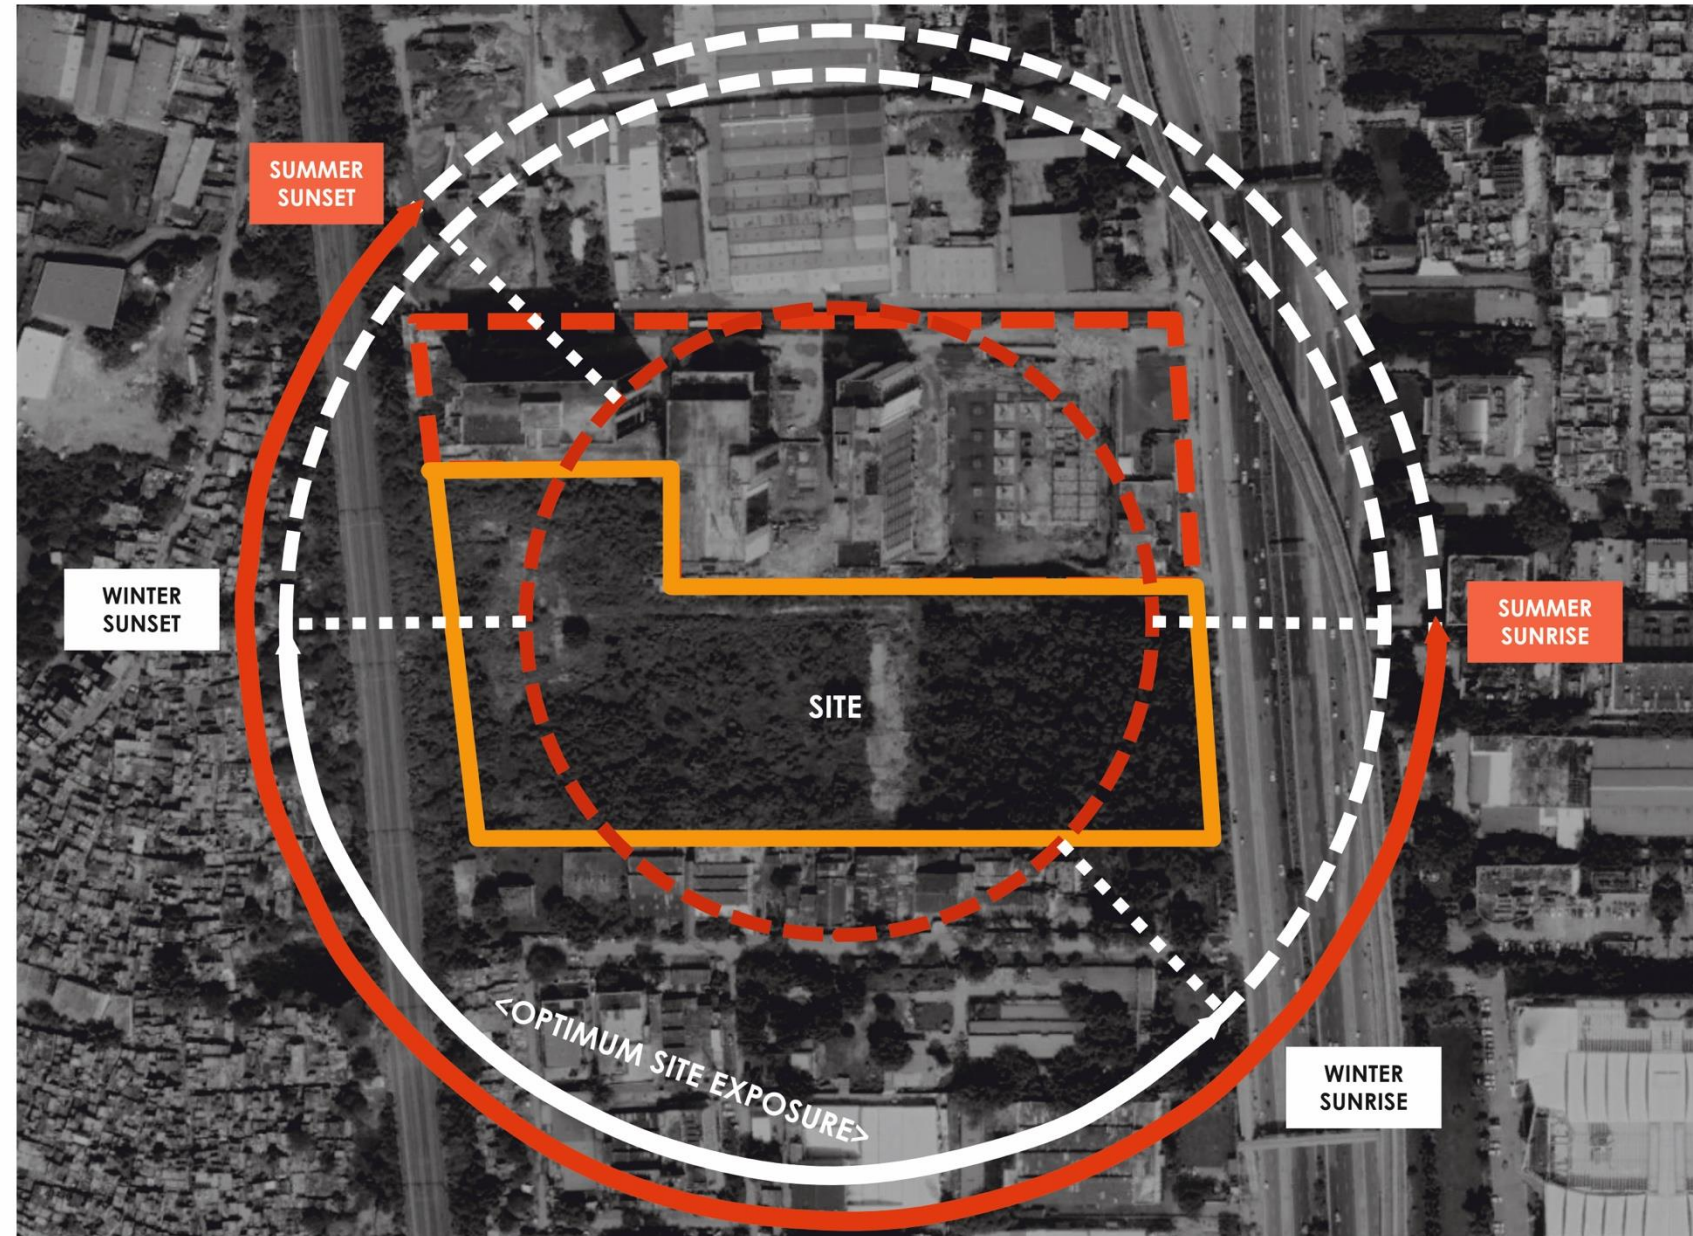 SUMMER
SUNSET
WINTER
SUNSET
SUMMER
SUNRISE
SITE
<OPTIMUM SITE EXPOSURE>
WINTER
SUNRISE